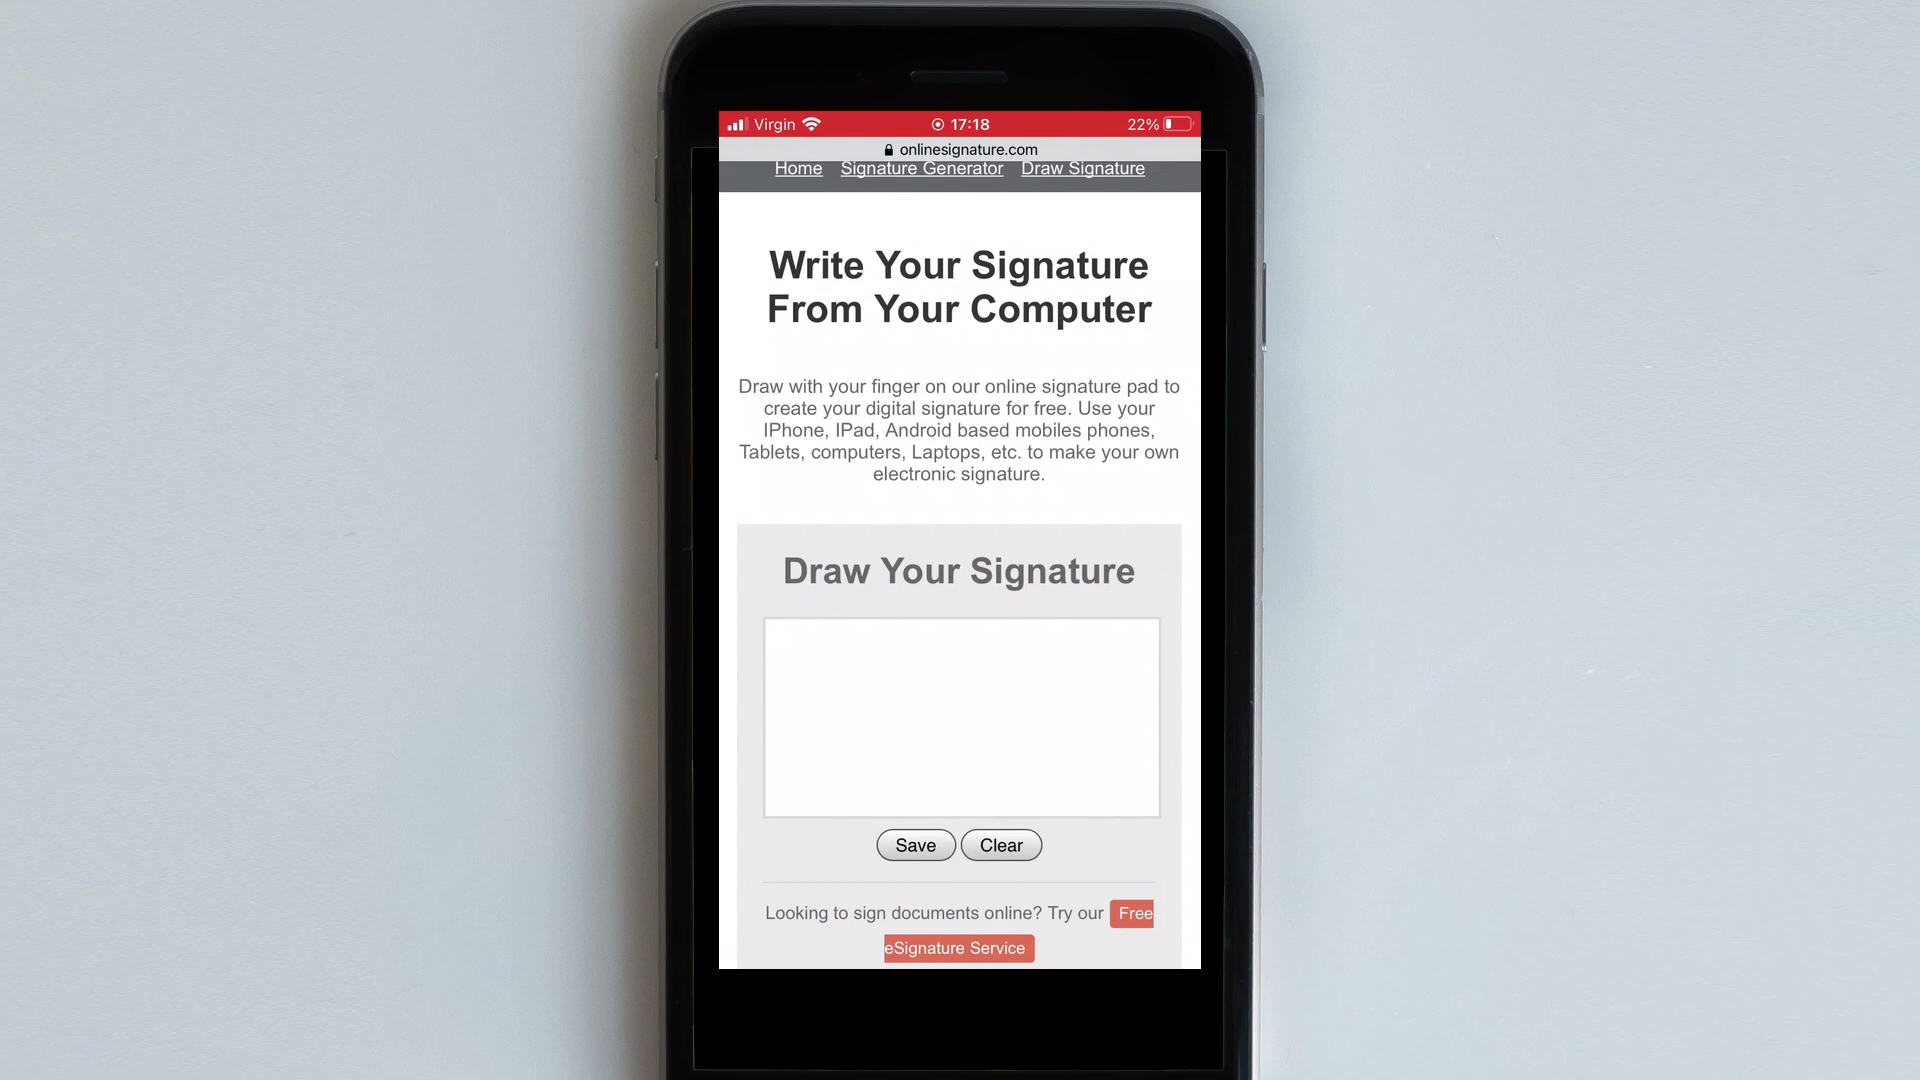 Virgin 17:18 22%
onlinesignature.com
Home Signature Generator Draw Signature
Write Your Signature
From Your Computer
Draw with your finger on our online signature pad to
create your digital signature for free. Use your
IPhone, IPad, Android based mobiles phones,
Tablets, computers, Laptops, etc. to make your own
electronic signature.
Draw Your Signature
Save Clear
Looking to sign documents online? Try our Free
eSignature Service